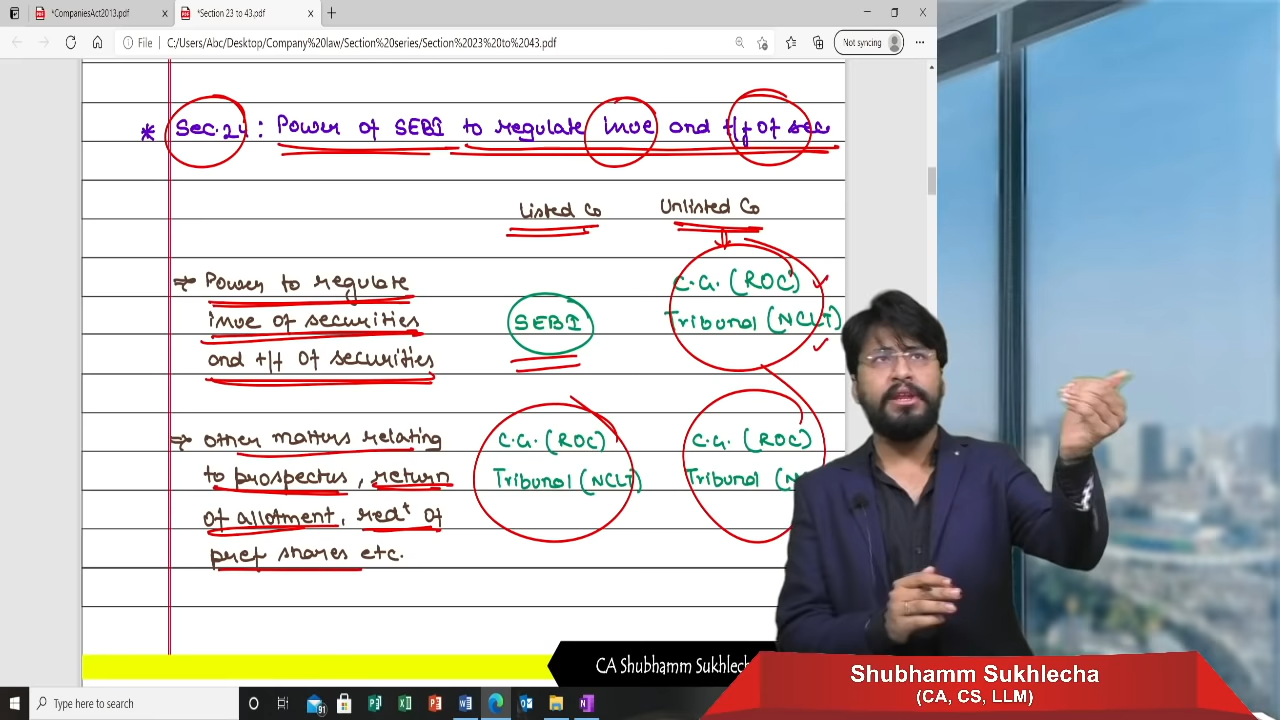 *CompaniesAct2013.pdf
*Section 23 to 43.pdf
File
C:/Users/Abc/Desktop/Company%20law/Section%20series/Section%2023%20to%2043.pdf
Not syncing
* Sec.24 : Power of SEBI to regulate inue and t/f of sec
Listed Co Unlisted Co
⇒ Power to regulate
inue of securities
and t/f of securities
SEBI
C.G. (ROC)
Tribunal (NCLT)
⇒ other matters relating
to prospectus, return
of allotment, redⁿ of
pref shares etc.
C.G. (ROC)
Tribunal (NCLT)
C.G. (ROC)
Tribunal (N
CA Shubhamm Sukhlech
Shubhamm Sukhlecha
(CA, CS, LLM)
Type here to search
91